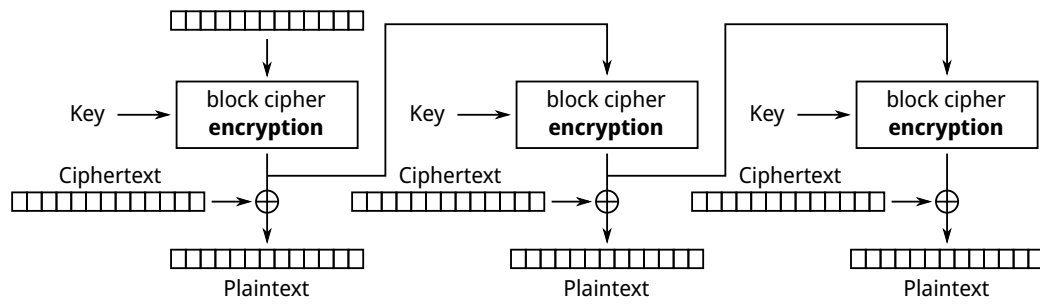 block cipher
encryption
Key
Ciphertext
Plaintext
block cipher
encryption
Key
Ciphertext
Plaintext
block cipher
encryption
Key
Ciphertext
Plaintext